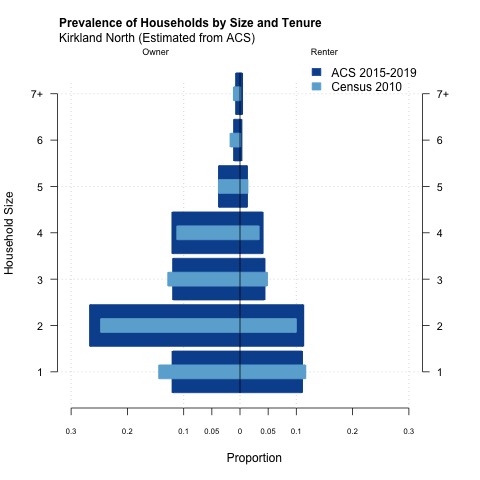 Prevalence of Households by Size and Tenure
Kirkland North (Estimated from ACS)
Owner Renter
ACS 2015-2019
Census 2010
7+ 7+
6 6
5 5
4 4
3 3
2 2
1 1
Household Size
0.3 0.2 0.1 0.05 0 0.05 0.1 0.2 0.3
Proportion